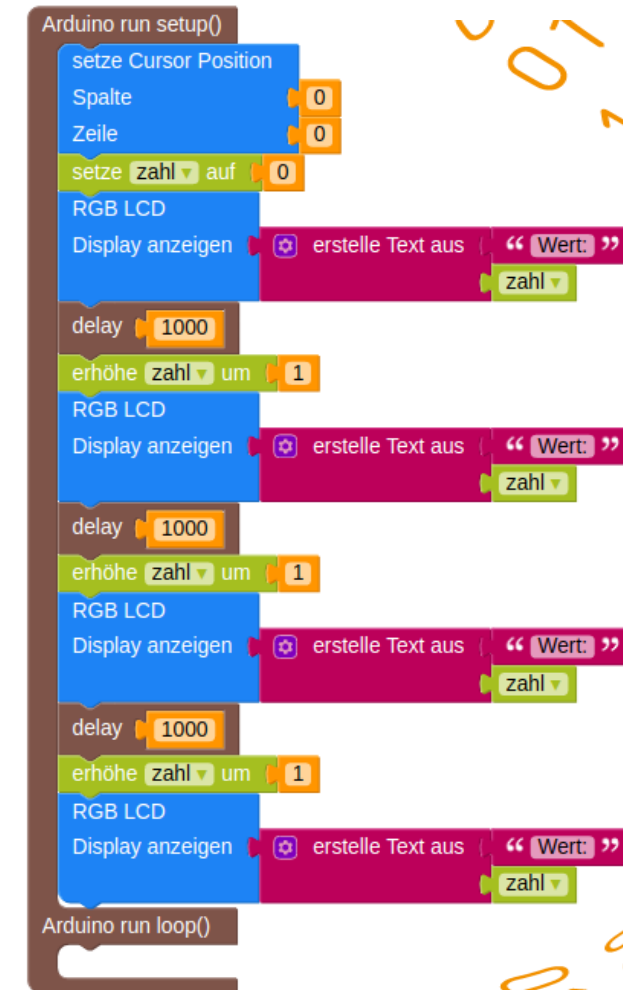 Arduino run setup()
setze Cursor Position
Spalte 0
Zeile 0
setze zahl auf 0
RGB LCD
Display anzeigen erstelle Text aus “ Wert: ”
zahl
delay 1000
erhöhe zahl um 1
RGB LCD
Display anzeigen erstelle Text aus “ Wert: ”
zahl
delay 1000
erhöhe zahl um 1
RGB LCD
Display anzeigen erstelle Text aus “ Wert: ”
zahl
delay 1000
erhöhe zahl um 1
RGB LCD
Display anzeigen erstelle Text aus “ Wert: ”
zahl
Arduino run loop()